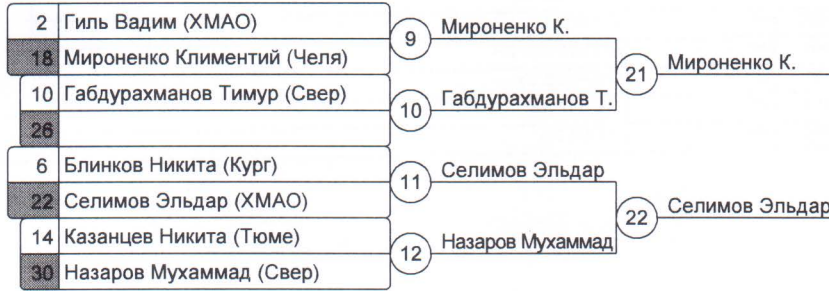 2 Гиль Вадим (ХМАО)
18 Мироненко Климентий (Челя)
9 Мироненко К.
10 Габдурахманов Тимур (Свер)
26
10 Габдурахманов Т.
21 Мироненко К.
6 Блинков Никита (Кург)
22 Селимов Эльдар (ХМАО)
11 Селимов Эльдар
14 Казанцев Никита (Тюме)
30 Назаров Мухаммад (Свер)
12 Назаров Мухаммад
22 Селимов Эльдар